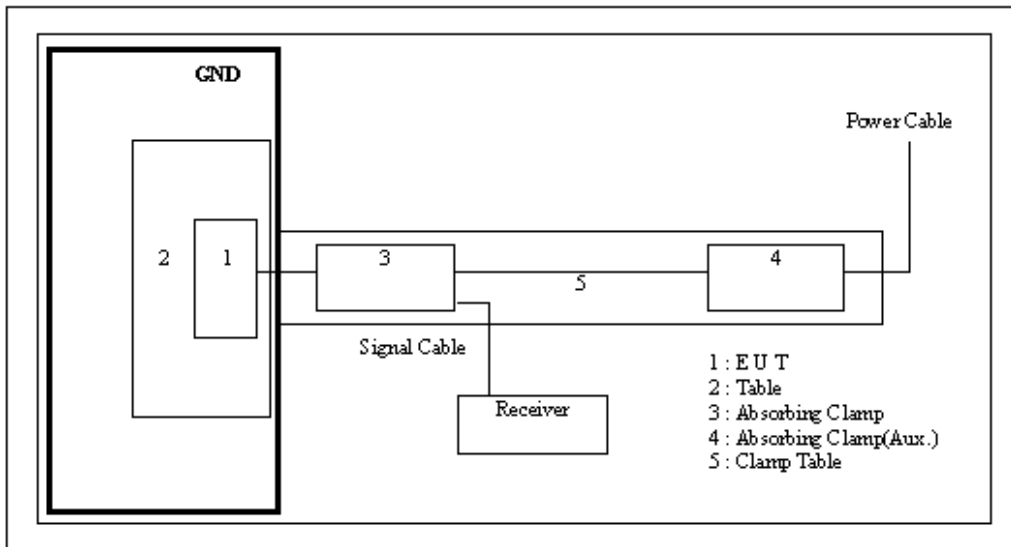 GND
Power Cable
2
1
3
4
5
Signal Cable
Receiver
1 : E U T
2 : Table
3 : Absorbing Clamp
4 : Absorbing Clamp(Aux.)
5 : Clamp Table